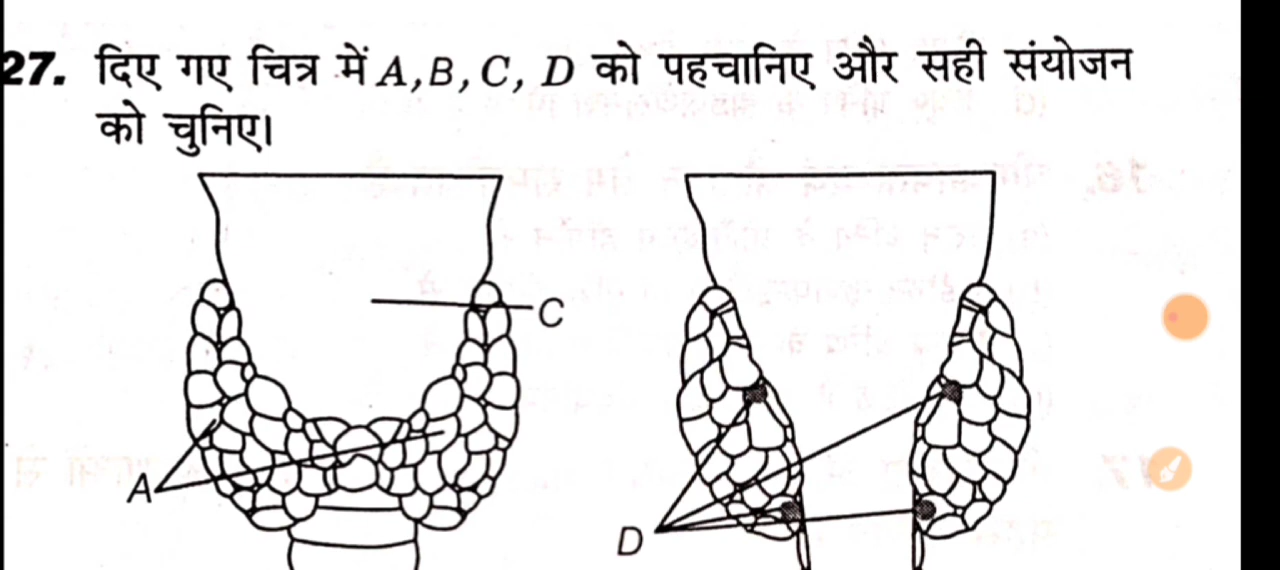 27. दिए गए चित्र में A, B, C, D को पहचानिए और सही संयोजन
को चुनिए।
C
A
D